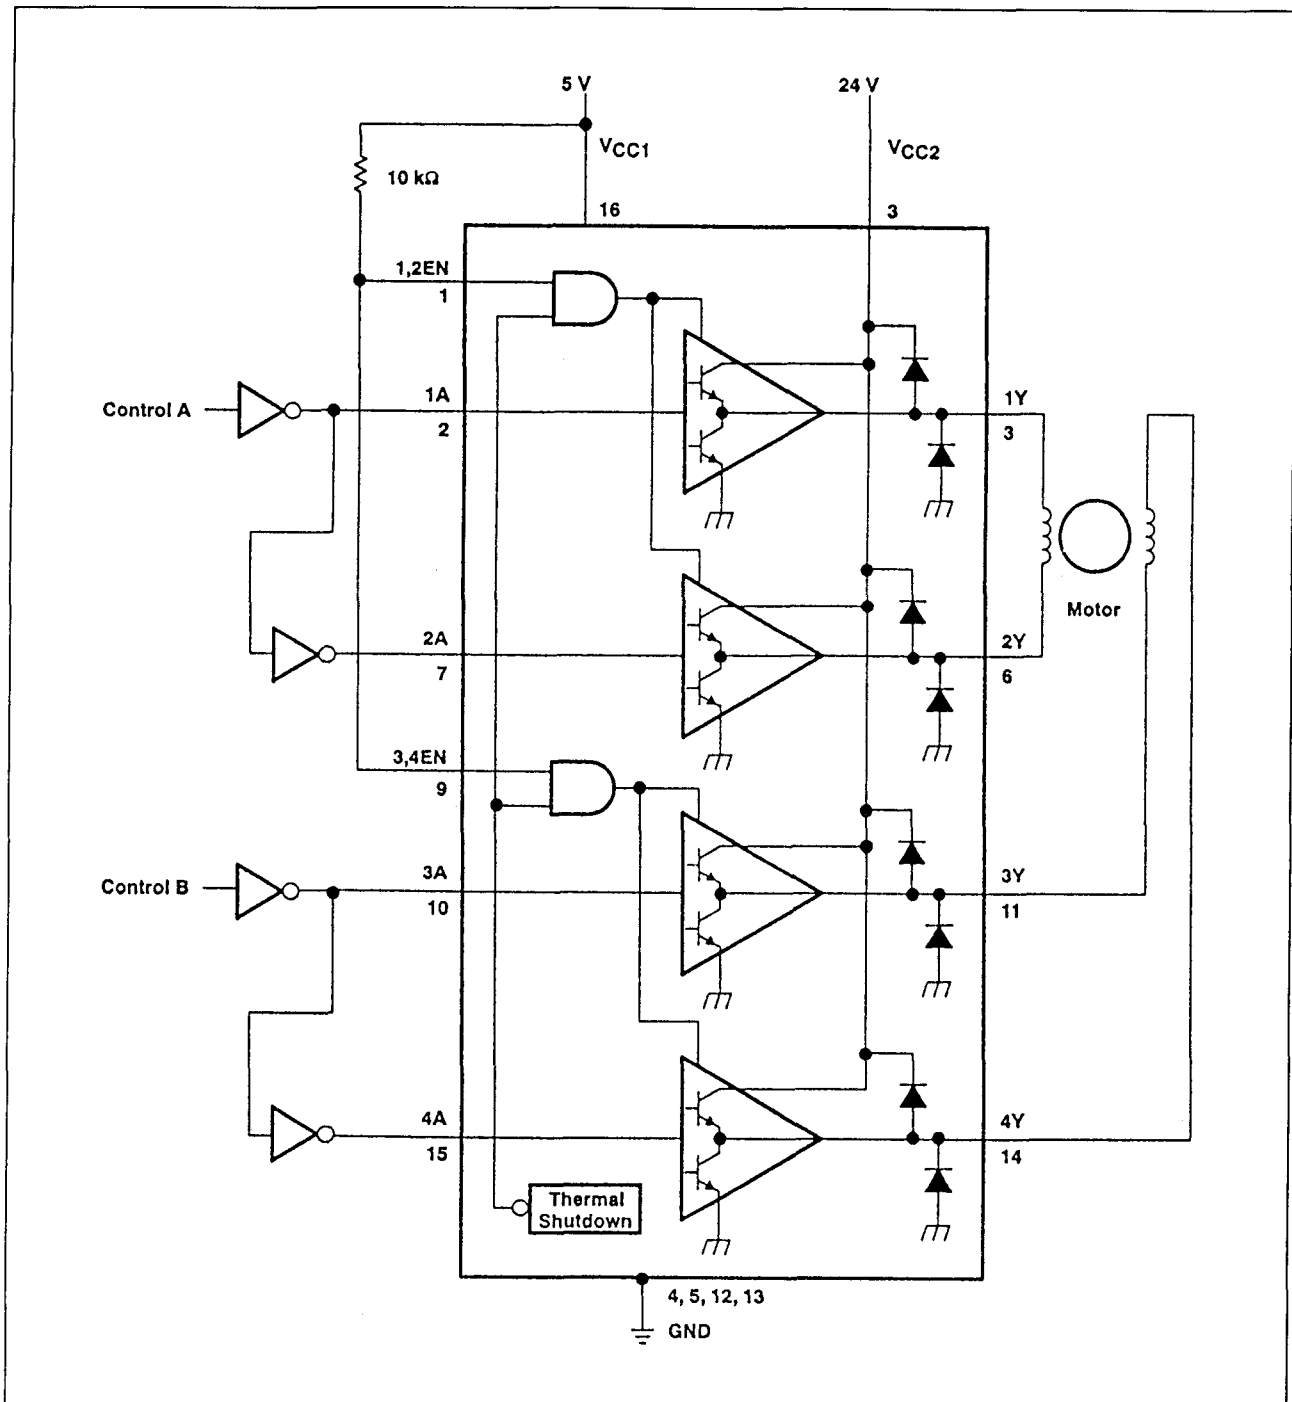 5 V
24 V
VCC1
VCC2
10 kΩ
16
3
1,2EN
1
Control A
1A
2
1Y
3
Motor
2A
7
2Y
6
3,4EN
9
Control B
3A
10
3Y
11
4A
15
4Y
14
Thermal
Shutdown
4, 5, 12, 13
GND